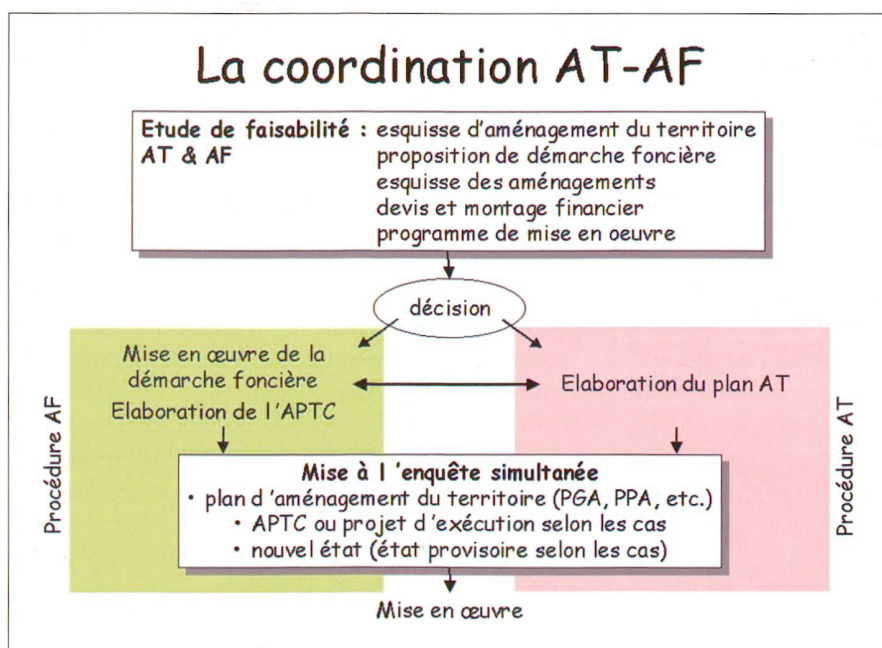 La coordination AT-AF
Etude de faisabilité : esquisse d'aménagement du territoire
AT & AF proposition de démarche foncière
esquisse des aménagements
devis et montage financier
programme de mise en oeuvre
décision
Mise en œuvre de la
démarche foncière
Elaboration de l'APTC
Elaboration du plan AT
Procédure AF
Procédure AT
Mise à l'enquête simultanée
• plan d'aménagement du territoire (PGA, PPA, etc.)
• APTC ou projet d'exécution selon les cas
• nouvel état (état provisoire selon les cas)
Mise en œuvre